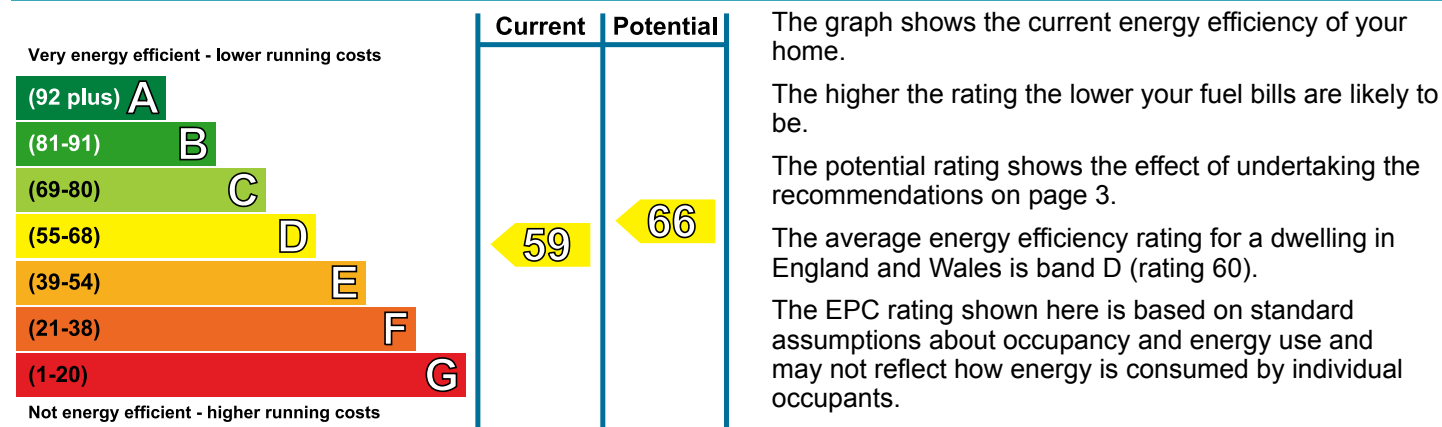 Current Potential
Very energy efficient - lower running costs
(92 plus) A
(81-91) B
(69-80) C
(55-68) D
(39-54) E
(21-38) F
(1-20) G
Not energy efficient - higher running costs
59
66
The graph shows the current energy efficiency of your
home.
The higher the rating the lower your fuel bills are likely to
be.
The potential rating shows the effect of undertaking the
recommendations on page 3.
The average energy efficiency rating for a dwelling in
England and Wales is band D (rating 60).
The EPC rating shown here is based on standard
assumptions about occupancy and energy use and
may not reflect how energy is consumed by individual
occupants.